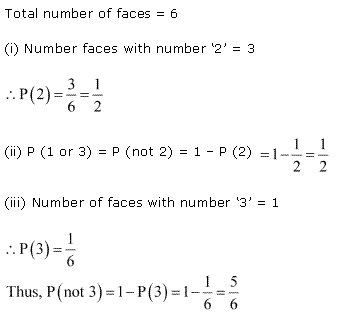 Total number of faces = 6
(i) Number faces with number ‘2’ = 3
∴ P(2) = 3/6 = 1/2
(ii) P (1 or 3) = P (not 2) = 1 – P (2) = 1 − 1/2 = 1/2
(iii) Number of faces with number ‘3’ = 1
∴ P(3) = 1/6
Thus, P(not 3) = 1 − P(3) = 1 − 1/6 = 5/6